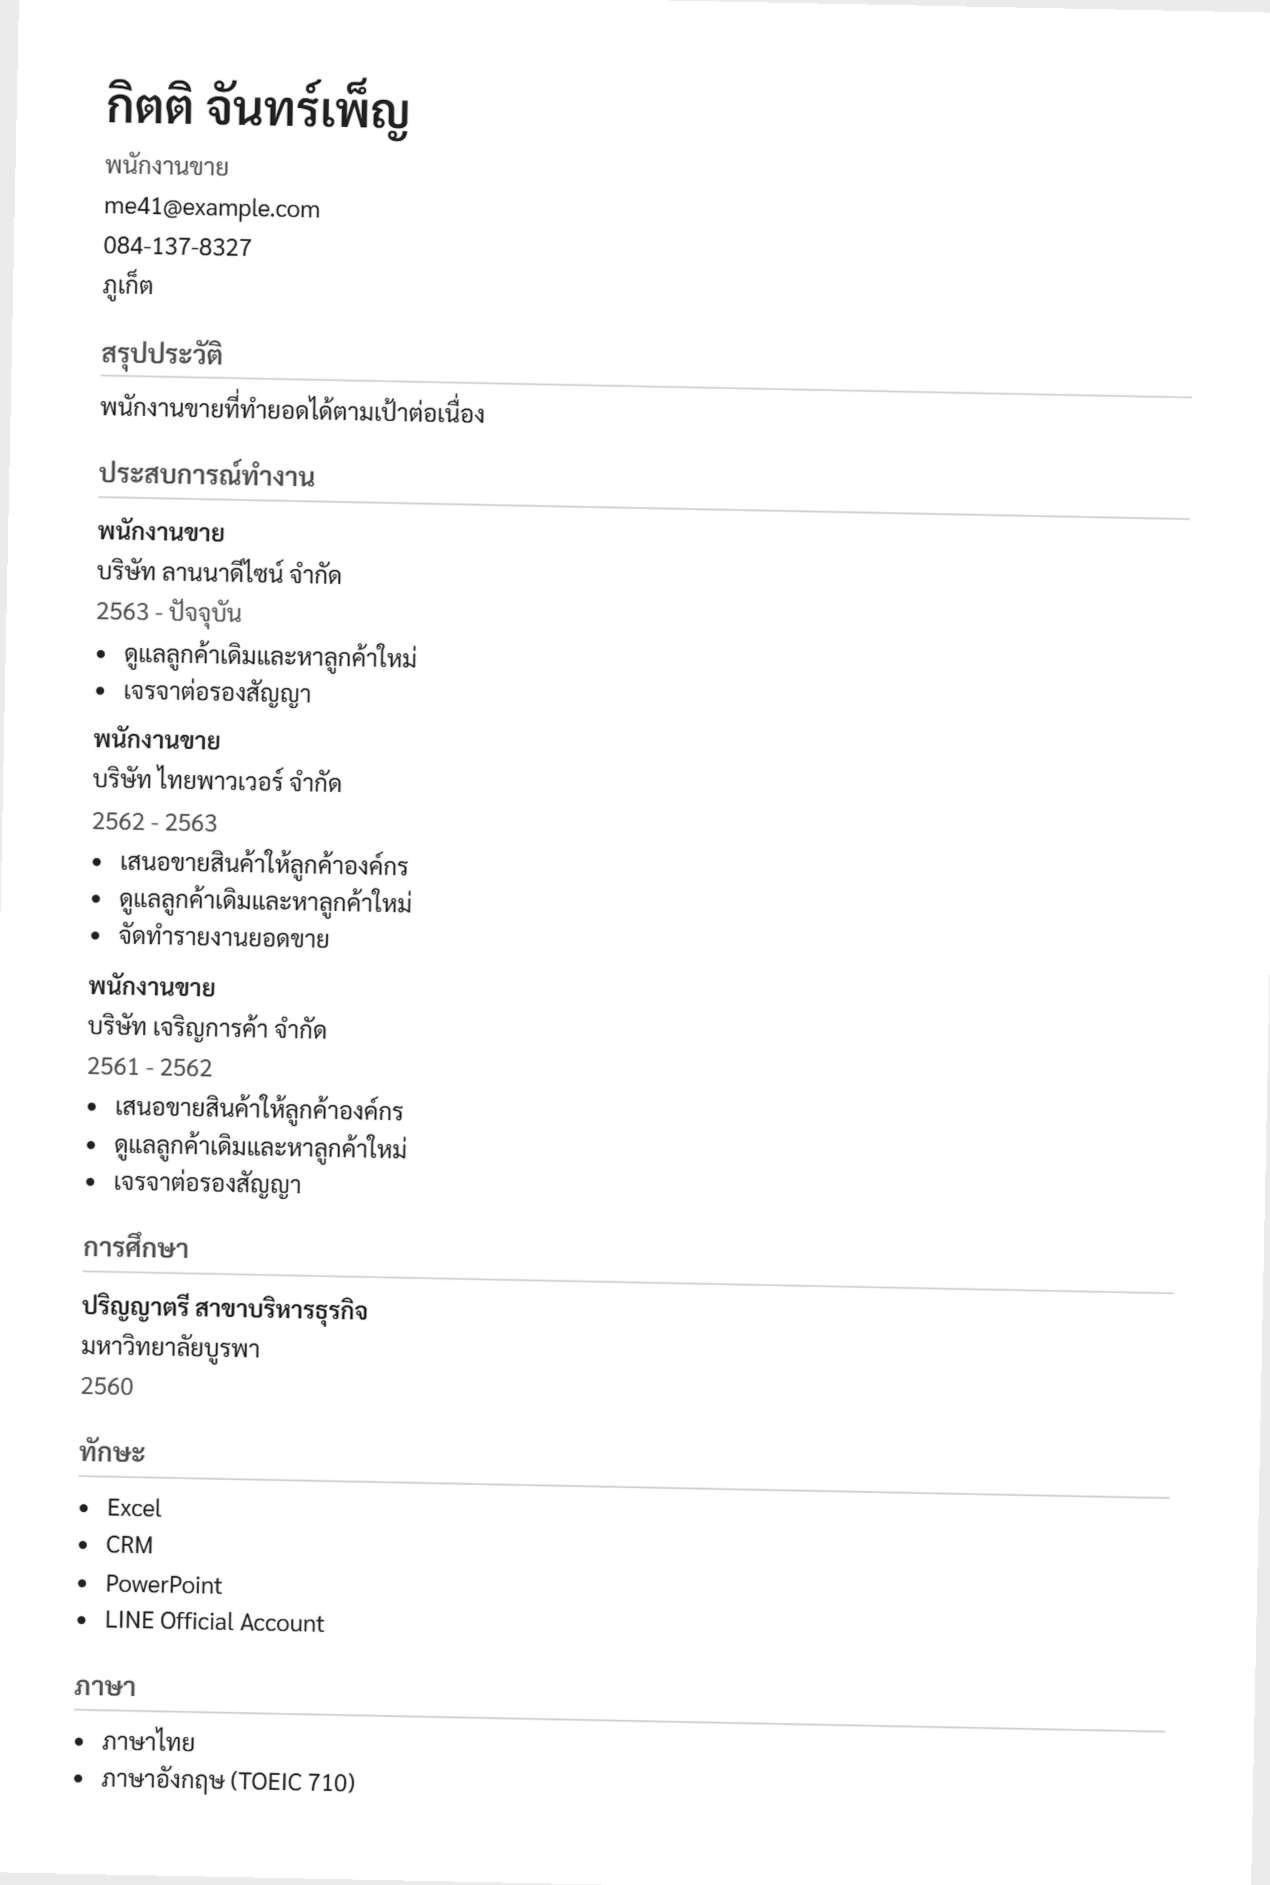 กิตติ จันทร์เพ็ญ
พนักงานขาย
me41@example.com
084-137-8327
ภูเก็ต
สรุปประวัติ
พนักงานขายที่ทำยอดได้ตามเป้าต่อเนื่อง
ประสบการณ์ทำงาน
พนักงานขาย
บริษัท ลานนาดีไซน์ จำกัด
2563 - ปัจจุบัน
• ดูแลลูกค้าเดิมและหาลูกค้าใหม่
• เจรจาต่อรองสัญญา
พนักงานขาย
บริษัท ไทยพาวเวอร์ จำกัด
2562 - 2563
• เสนอขายสินค้าให้ลูกค้าองค์กร
• ดูแลลูกค้าเดิมและหาลูกค้าใหม่
• จัดทำรายงานยอดขาย
พนักงานขาย
บริษัท เจริญการค้า จำกัด
2561 - 2562
• เสนอขายสินค้าให้ลูกค้าองค์กร
• ดูแลลูกค้าเดิมและหาลูกค้าใหม่
• เจรจาต่อรองสัญญา
การศึกษา
ปริญญาตรี สาขาบริหารธุรกิจ
มหาวิทยาลัยบูรพา
2560
ทักษะ
• Excel
• CRM
• PowerPoint
• LINE Official Account
ภาษา
• ภาษาไทย
• ภาษาอังกฤษ (TOEIC 710)